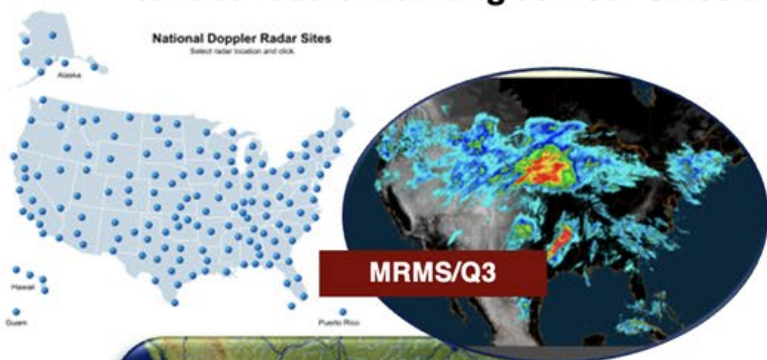 National Doppler Radar Sites
Select radar location and click
Alaska
MRMS/Q3
Hawaii
Guam
Puerto Rico